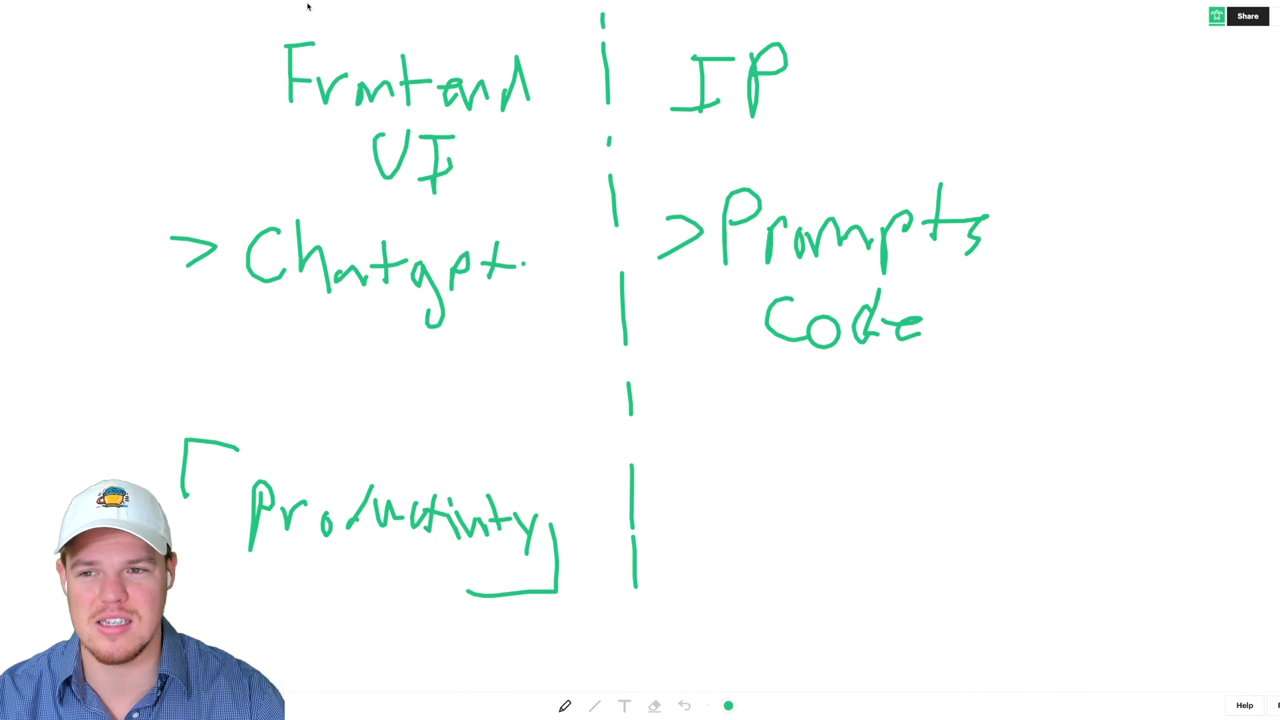 Share
Frontend
UI
> Chatgpt.
Productivity
IP
> Prompts
Code
T
Help